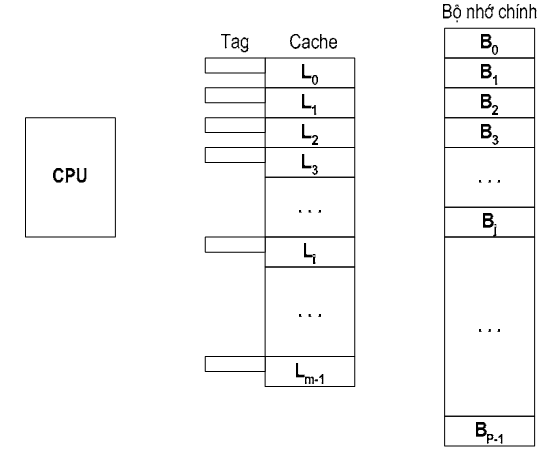 Bộ nhớ chính
Tag Cache
CPU
L0
L1
L2
L3
...
Li
...
Lm-1
B0
B1
B2
B3
...
Bj
...
BP-1